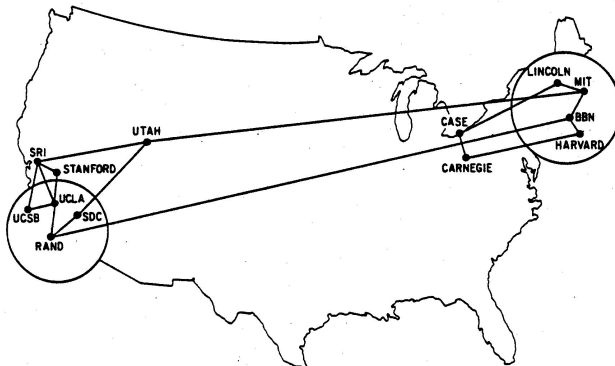 LINCOLN
MIT
CASE
BBN
UTAH
HARVARD
SRI
CARNEGIE
STANFORD
UCLA
UCSB
SDC
RAND